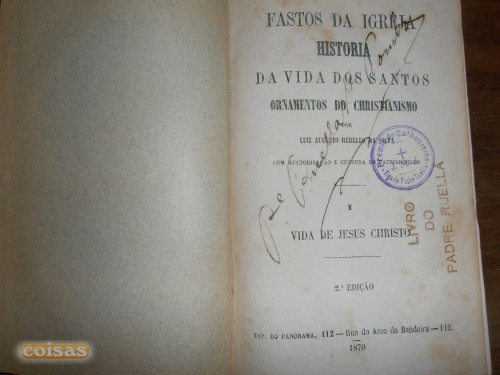 FASTOS DA IGREJA
HISTORIA
DA VIDA DOS SANTOS
ORNAMENTOS DO CHRISTIANISMO
POR
LUIZ AUGUSTO REBELLO DA SILVA
COM AUCTORISAÇÃO E CENSURA DO PATRIARCHADO
I
VIDA DE JESUS CHRISTO
2.ª EDIÇÃO
TYP. DO PANORAMA, 112 — Rua do Arco do Bandeira — 112.
1870
LIVRO
DO
PADRE RUELLA
coisas